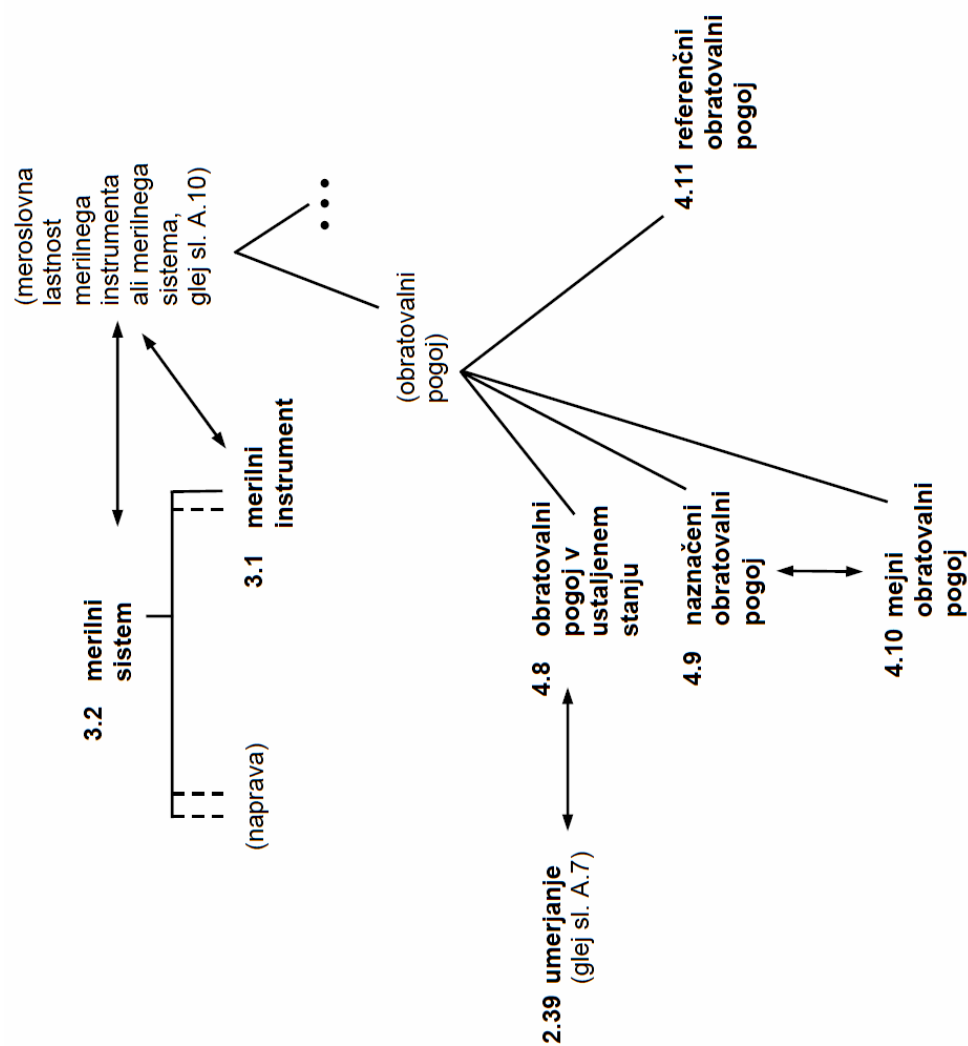 3.2 merilni
sistem
(meroslovna
lastnost
merilnega
instrumenta
ali merilnega
sistema,
glej sl. A.10)
(naprava)
3.1 merilni
instrument
• • •
(obratovalni
pogoj)
2.39 umerjanje
(glej sl. A.7)
4.8 obratovalni
pogoj v
ustaljenem
stanju
4.9 naznačeni
obratovalni
pogoj
4.10 mejni
obratovalni
pogoj
4.11 referenčni
obratovalni
pogoj